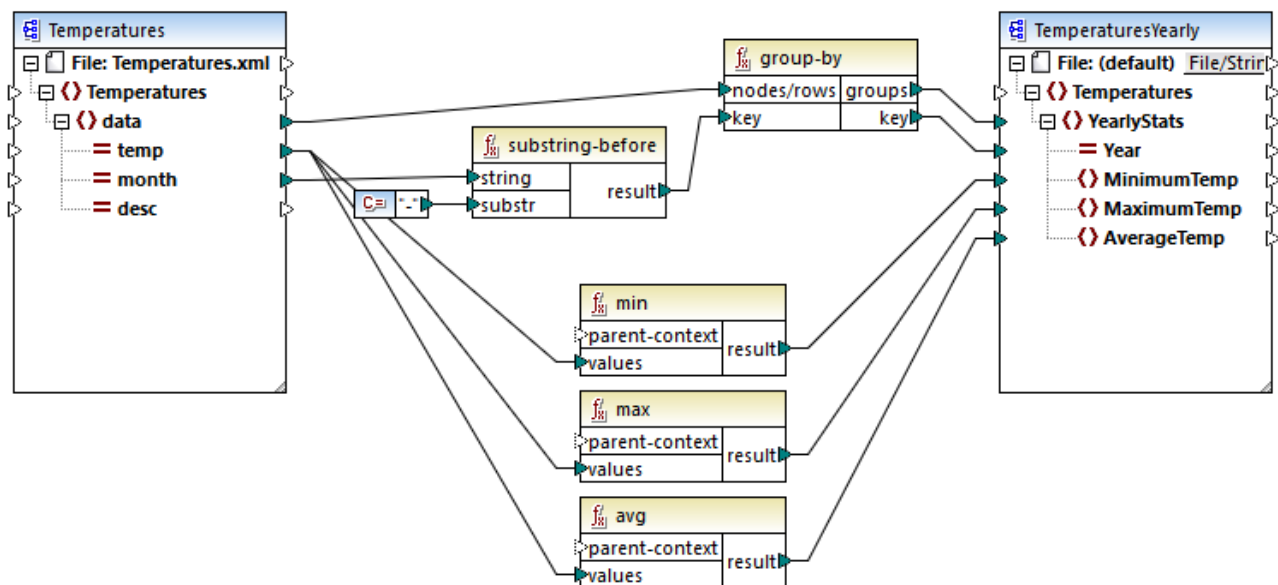 Temperatures
File: Temperatures.xml
Temperatures
data
temp
month
desc
C= "-"
substring-before
string
substr
result
group-by
nodes/rows groups
key key
min
parent-context
values
result
max
parent-context
values
result
avg
parent-context
values
result
TemperaturesYearly
File: (default) File/Strin
Temperatures
YearlyStats
Year
MinimumTemp
MaximumTemp
AverageTemp